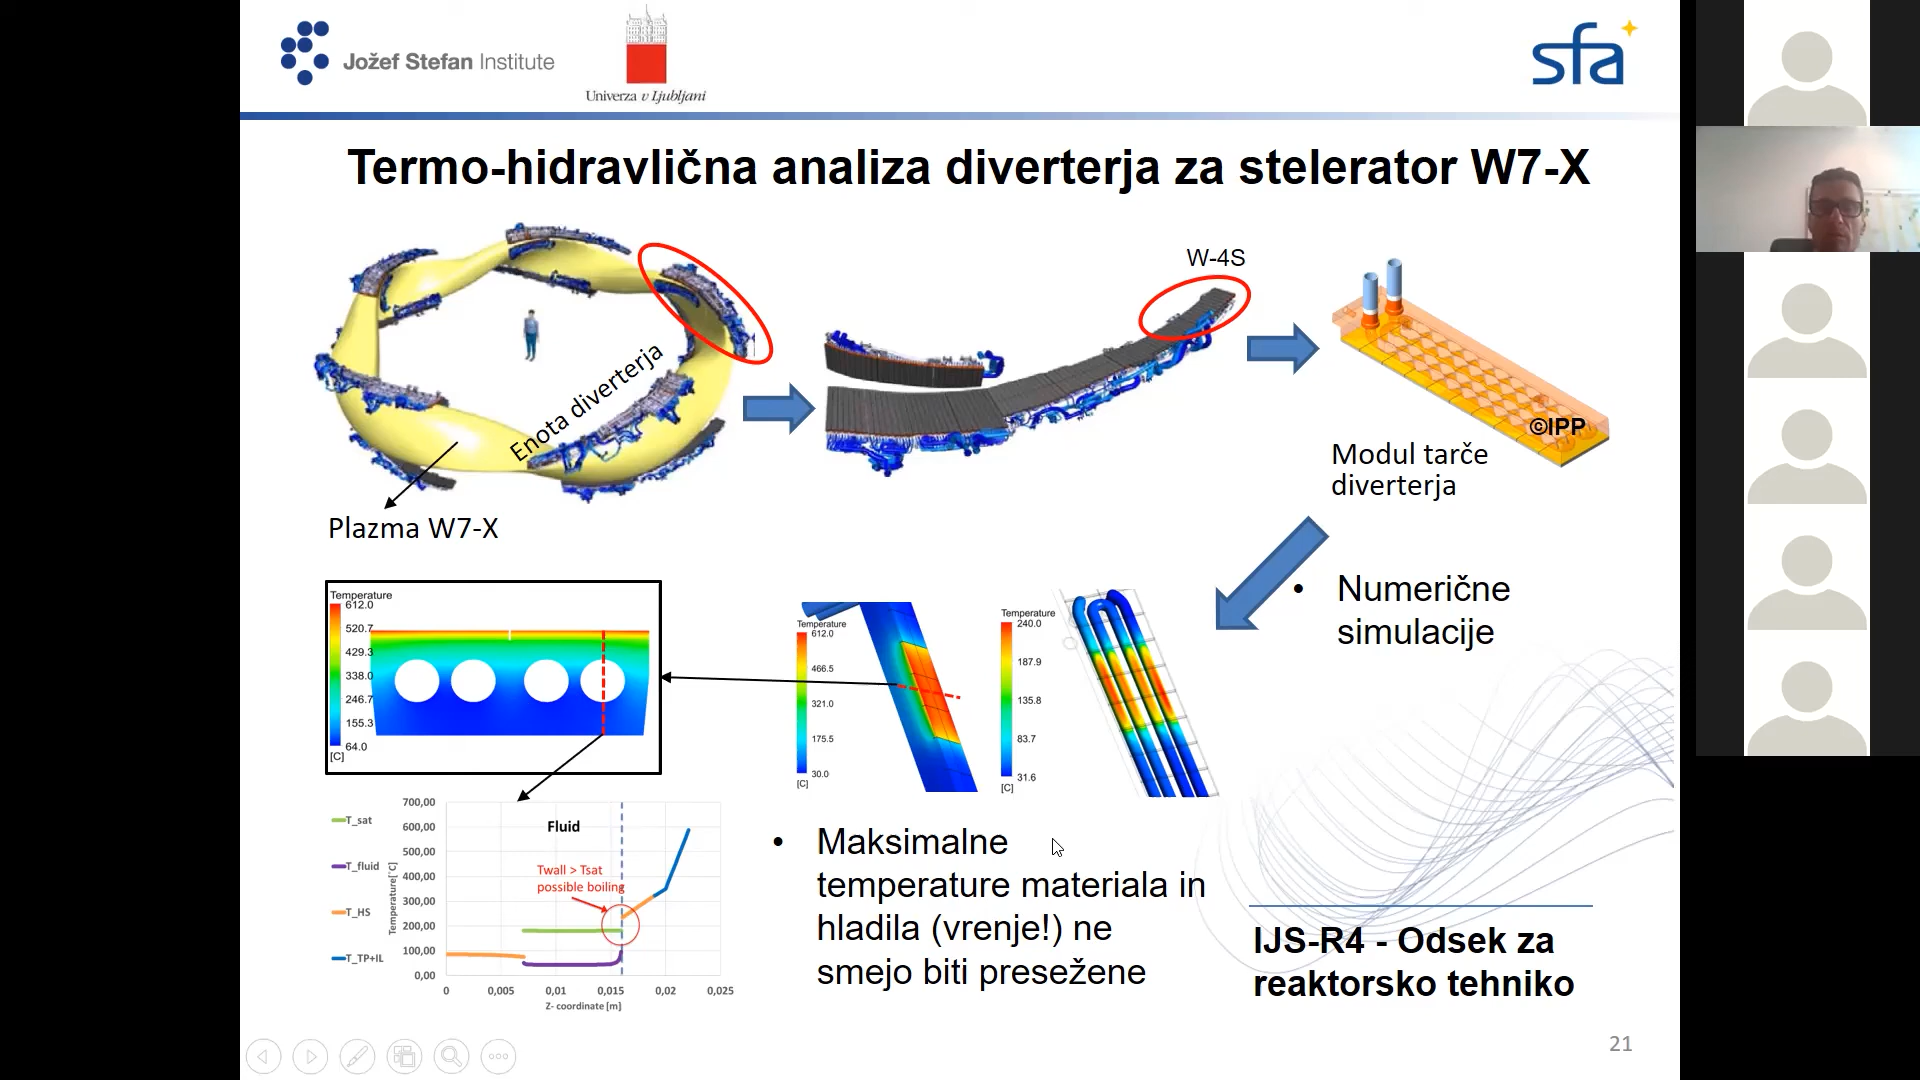 Jožef Stefan Institute
Univerza v Ljubljani
sfa
Termo-hidravlična analiza diverterja za stelerator W7-X
W-4S
Enota diverterja
©IPP
Modul tarče
diverterja
Plazma W7-X
• Numerične
simulacije
Temperature
612.0
520.7
429.3
338.0
246.7
155.3
64.0
[C]
Temperature
612.0
466.5
321.0
175.5
30.0
[C]
Temperature
240.0
187.9
135.8
83.7
31.6
[C]
T_sat
T_fluid
T_HS
T_TP+IL
Temperature[°C]
700,00
600,00
500,00
400,00
300,00
200,00
100,00
0,00
Fluid
Twall > Tsat
possible boiling
0 0,005 0,01 0,015 0,02 0,025
Z- coordinate [m]
• Maksimalne
temperature materiala in
hladila (vrenje!) ne
smejo biti presežene
IJS-R4 - Odsek za
reaktorsko tehniko
21